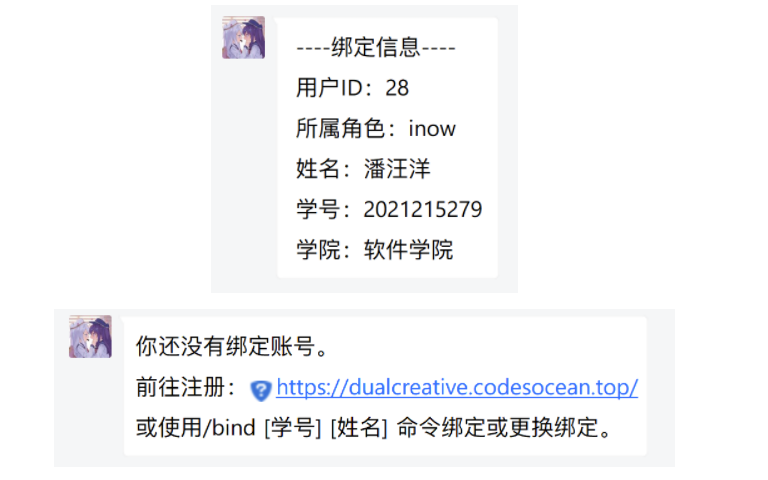 ----绑定信息----
用户ID：28
所属角色：inow
姓名：潘汪洋
学号：2021215279
学院：软件学院
你还没有绑定账号。
前往注册：https://dualcreative.codesocean.top/
或使用/bind [学号] [姓名] 命令绑定或更换绑定。